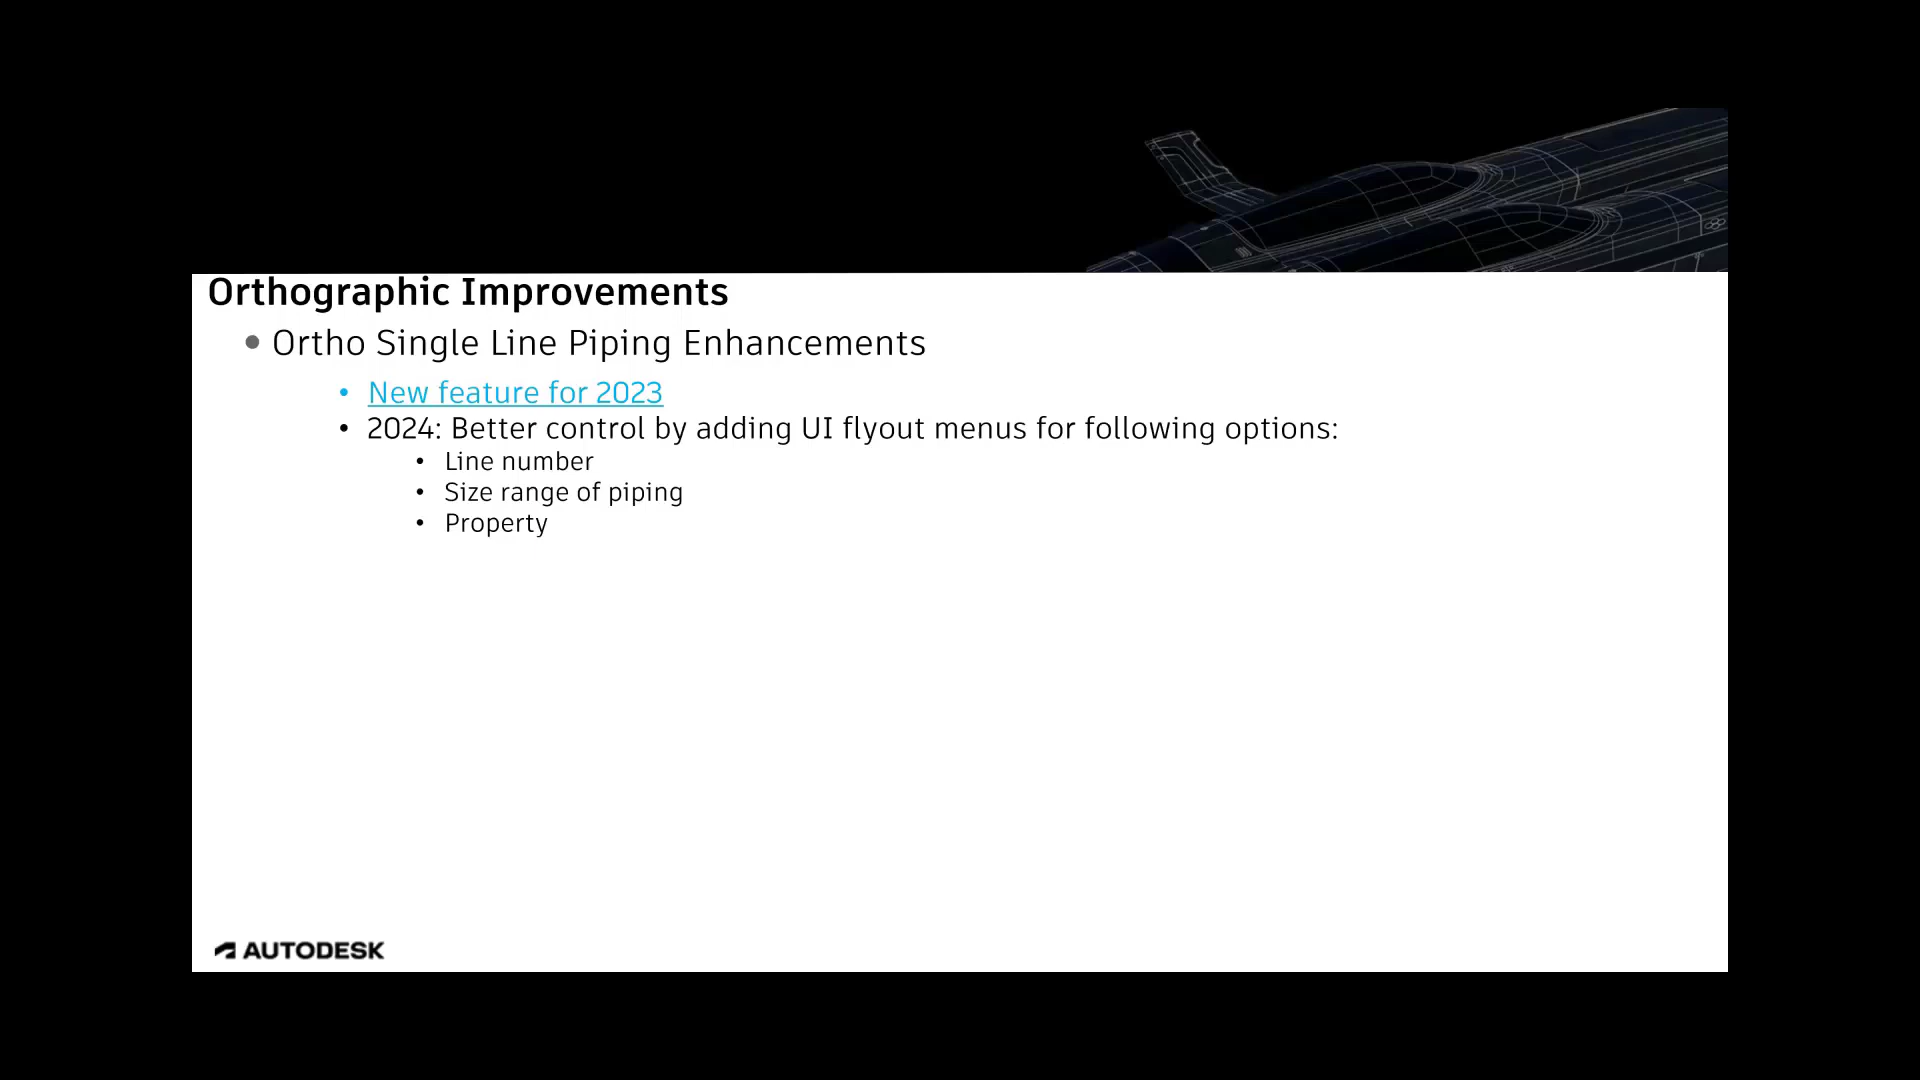 Orthographic Improvements
• Ortho Single Line Piping Enhancements
• New feature for 2023
• 2024: Better control by adding UI flyout menus for following options:
• Line number
• Size range of piping
• Property
AUTODESK